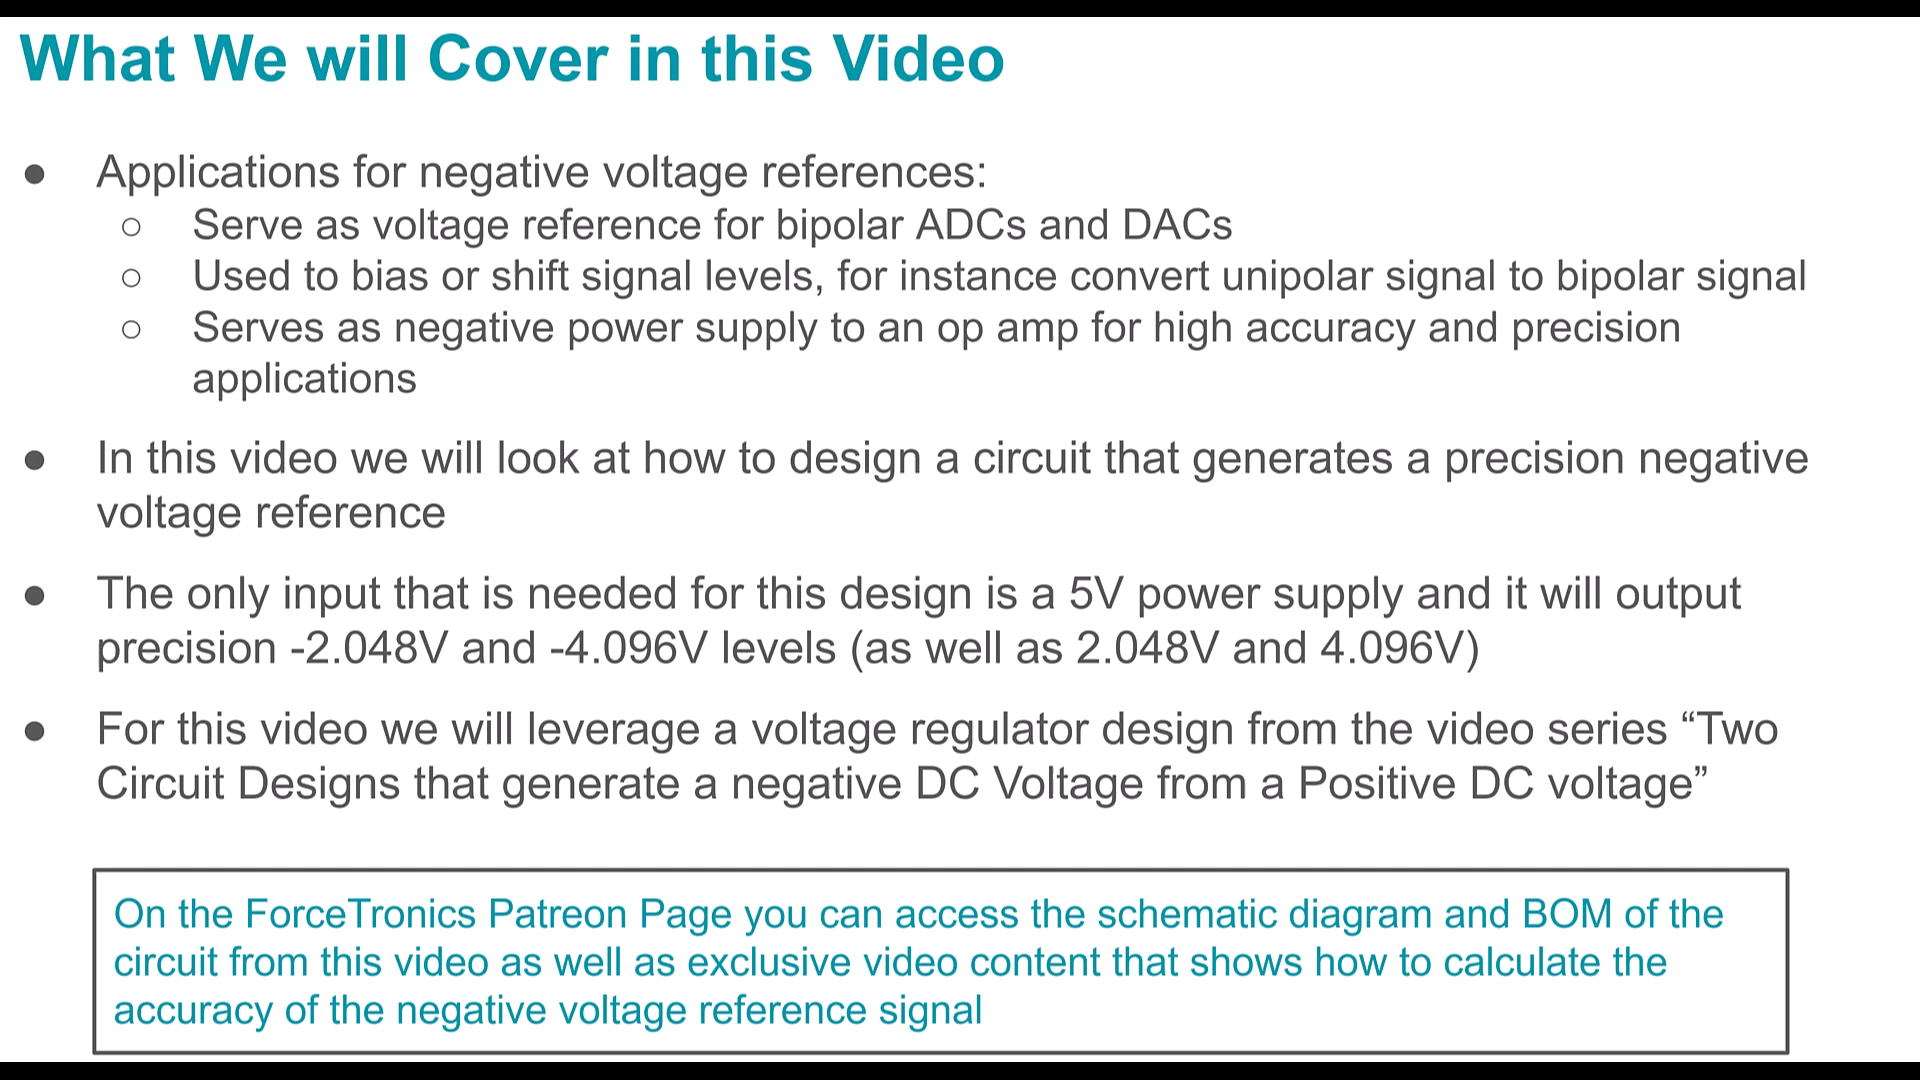 What We will Cover in this Video
● Applications for negative voltage references:
○ Serve as voltage reference for bipolar ADCs and DACs
○ Used to bias or shift signal levels, for instance convert unipolar signal to bipolar signal
○ Serves as negative power supply to an op amp for high accuracy and precision
applications
● In this video we will look at how to design a circuit that generates a precision negative
voltage reference
● The only input that is needed for this design is a 5V power supply and it will output
precision -2.048V and -4.096V levels (as well as 2.048V and 4.096V)
● For this video we will leverage a voltage regulator design from the video series “Two
Circuit Designs that generate a negative DC Voltage from a Positive DC voltage”
On the ForceTronics Patreon Page you can access the schematic diagram and BOM of the
circuit from this video as well as exclusive video content that shows how to calculate the
accuracy of the negative voltage reference signal